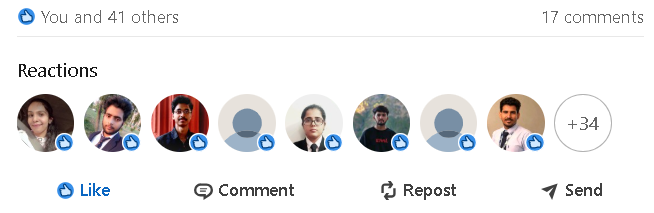 You and 41 others 17 comments
Reactions
+34
Like Comment Repost Send